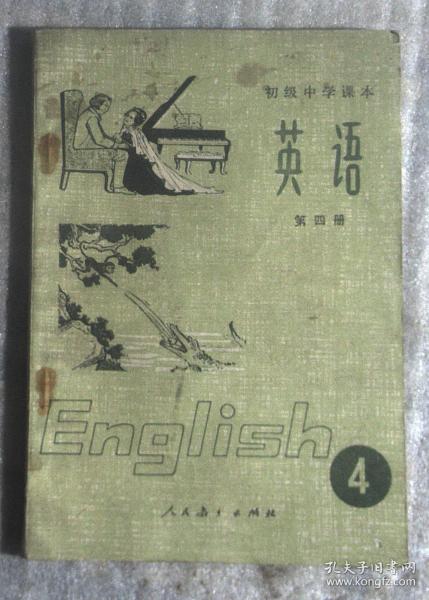 初级中学课本
英语
第四册
English
4
人民教育出版社
孔夫子旧书网
www.kongfz.com